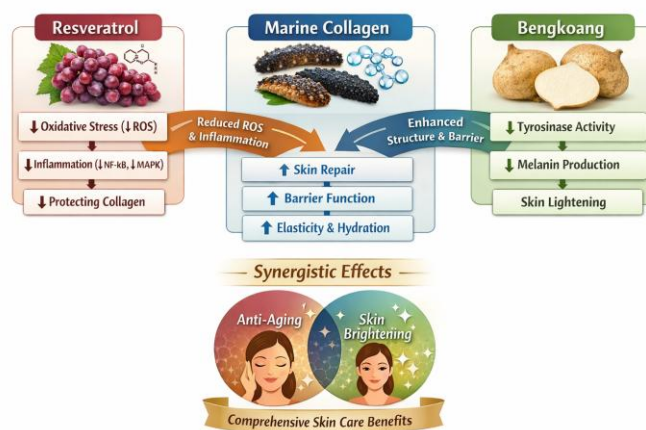 Resveratrol
↓ Oxidative Stress (↓ROS)
↓ Inflammation (↓NF-kB, ↓MAPK)
↓ Protecting Collagen
Reduced ROS
& Inflammation
Marine Collagen
↑ Skin Repair
↑ Barrier Function
↑ Elasticity & Hydration
Enhanced
Structure & Barrier
Bengkoang
↓ Tyrosinase Activity
↓ Melanin Production
Skin Lightening
Synergistic Effects
Anti-Aging
Skin
Brightening
Comprehensive Skin Care Benefits